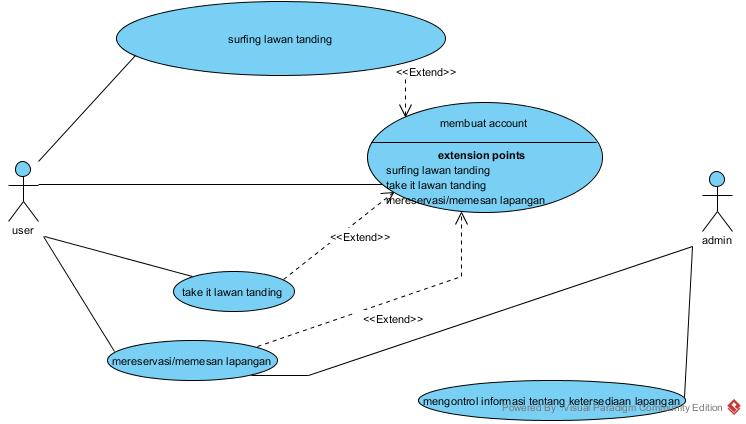 surfing lawan tanding
<<Extend>>
membuat account
extension points
surfing lawan tanding
take it lawan tanding
mereservasi/memesan lapangan
user
admin
<<Extend>>
take it lawan tanding
<<Extend>>
mereservasi/memesan lapangan
mengontrol informasi tentang ketersediaan lapangan
Powered By Visual Paradigm Community Edition